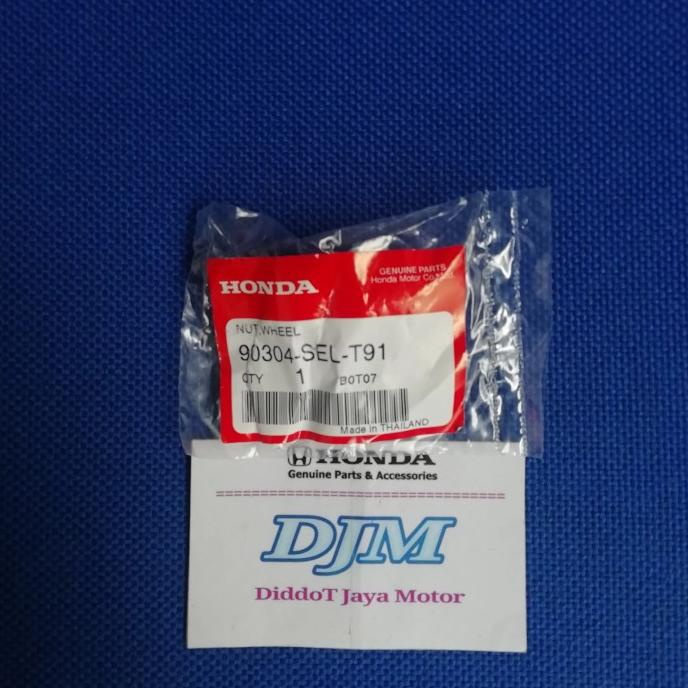 HONDA
GENUINE PARTS
Honda Motor Co., Ltd.
NUT,WHEEL
90304-SEL-T91
QTY 1 B0T07
Made in THAILAND
HONDA
Genuine Parts & Accessories
DJM
DiddoT Jaya Motor